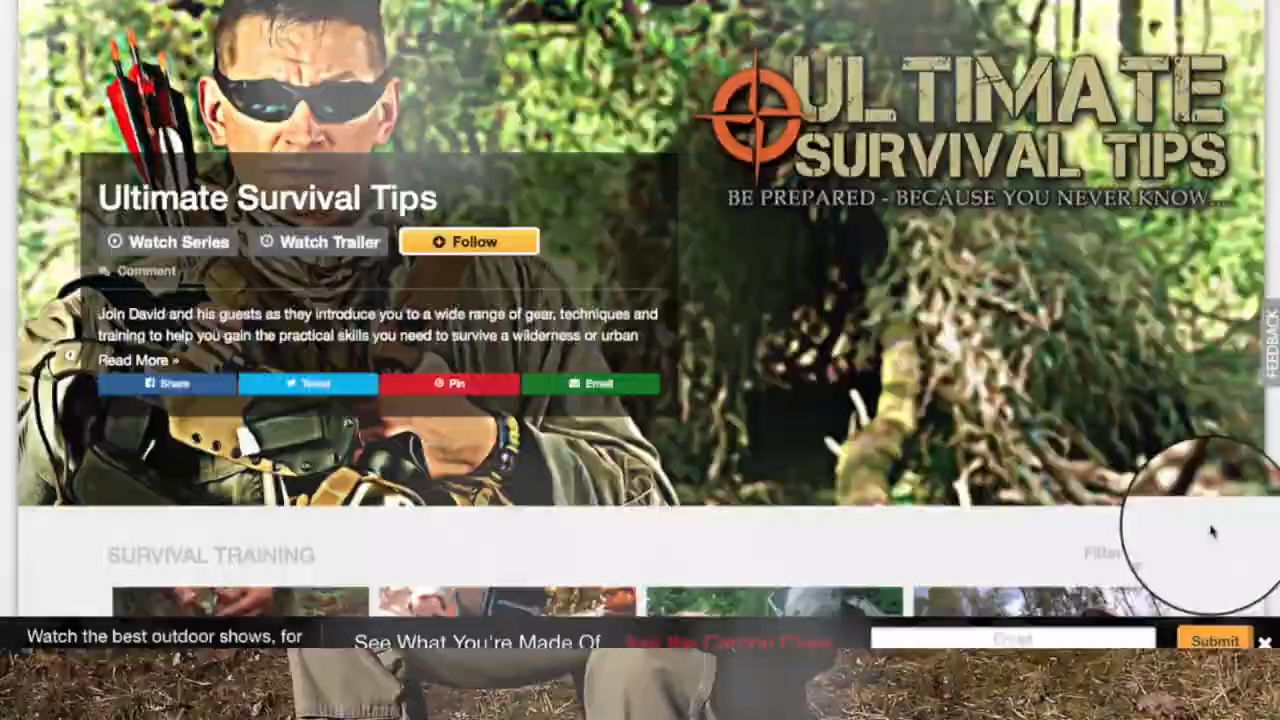 ULTIMATE
SURVIVAL TIPS
BE PREPARED - BECAUSE YOU NEVER KNOW...
Ultimate Survival Tips
Watch Series
Watch Trailer
Follow
Comment
Join David and his guests as they introduce you to a wide range of gear, techniques and
training to help you gain the practical skills you need to survive a wilderness or urban
Read More »
Share
Tweet
Pin
Email
FEEDBACK
SURVIVAL TRAINING
Filter
Watch the best outdoor shows, for
See What You're Made Of
Email
Submit